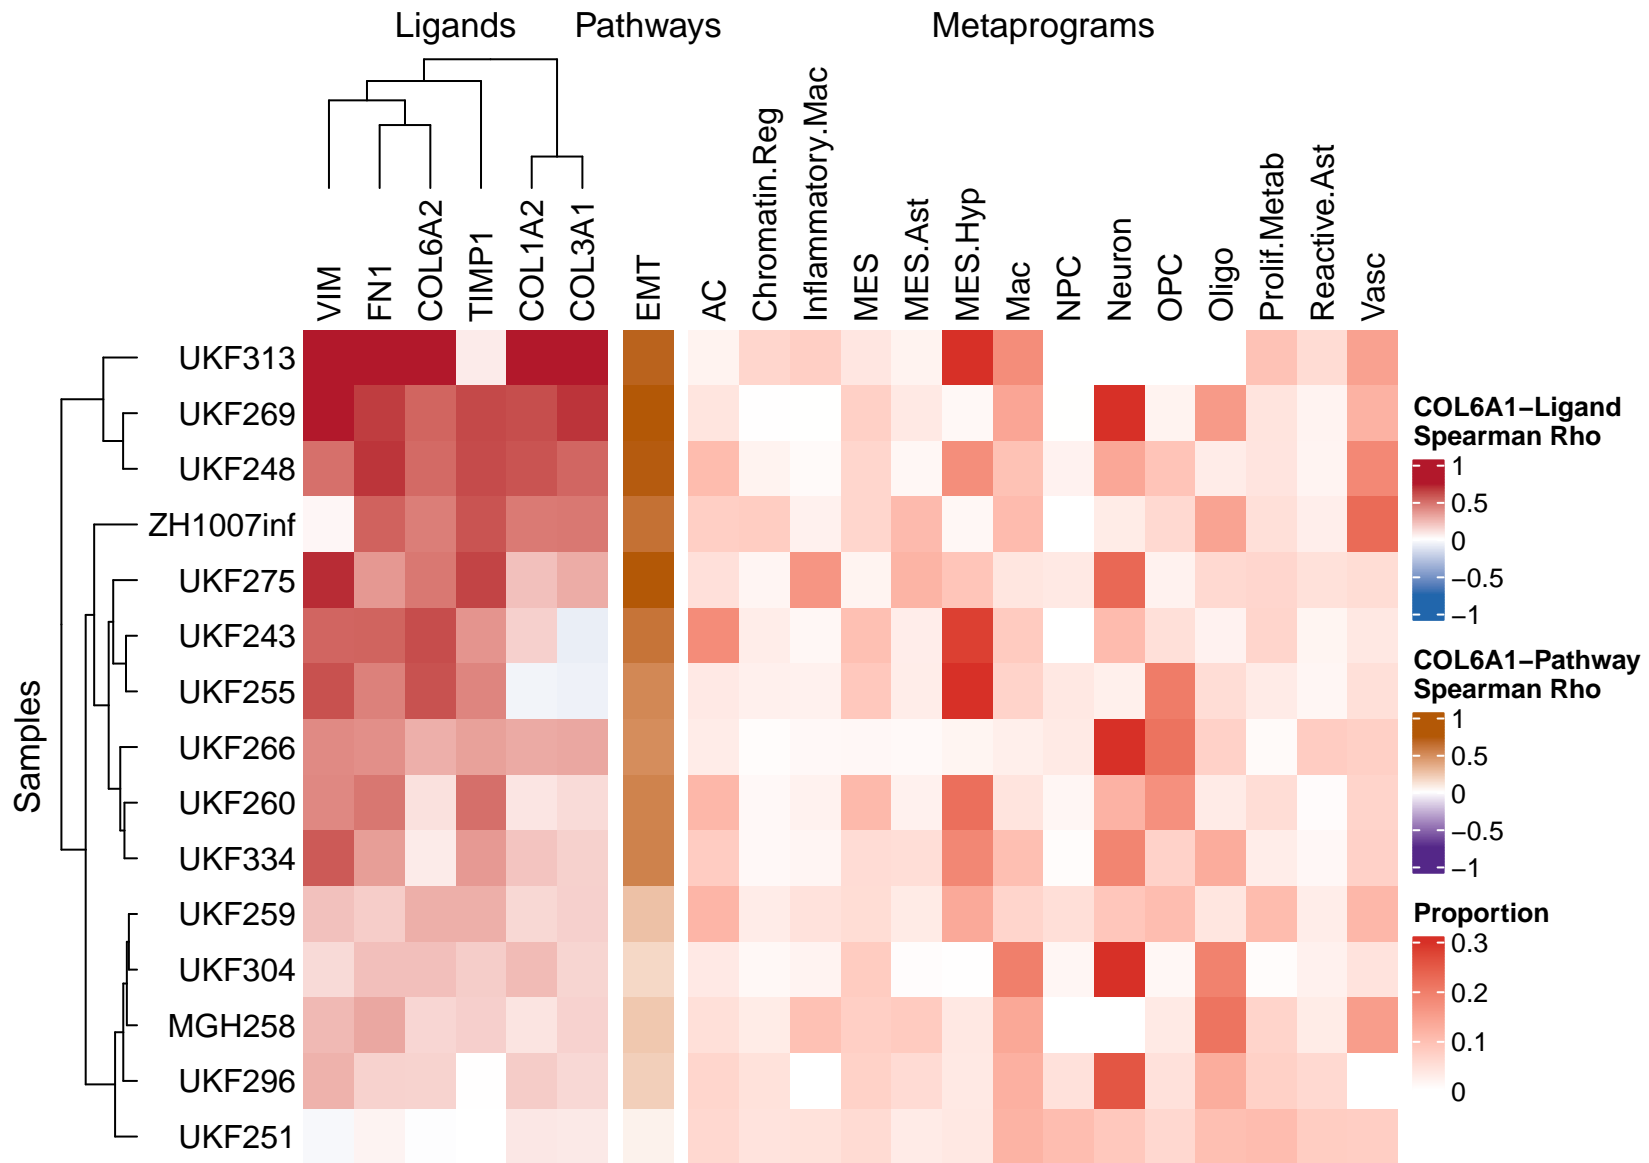 Ligands Pathways Metaprograms
VIM
FN1
COL6A2
TIMP1
COL1A2
COL3A1
EMT
AC
Chromatin.Reg
Inflammatory.Mac
MES
MES.Ast
MES.Hyp
Mac
NPC
Neuron
OPC
Oligo
Prolif.Metab
Reactive.Ast
Vasc
Samples
UKF313
UKF269
UKF248
ZH1007inf
UKF275
UKF243
UKF255
UKF266
UKF260
UKF334
UKF259
UKF304
MGH258
UKF296
UKF251
COL6A1−Ligand
Spearman Rho
1
0.5
0
−0.5
−1
COL6A1−Pathway
Spearman Rho
1
0.5
0
−0.5
−1
Proportion
0.3
0.2
0.1
0